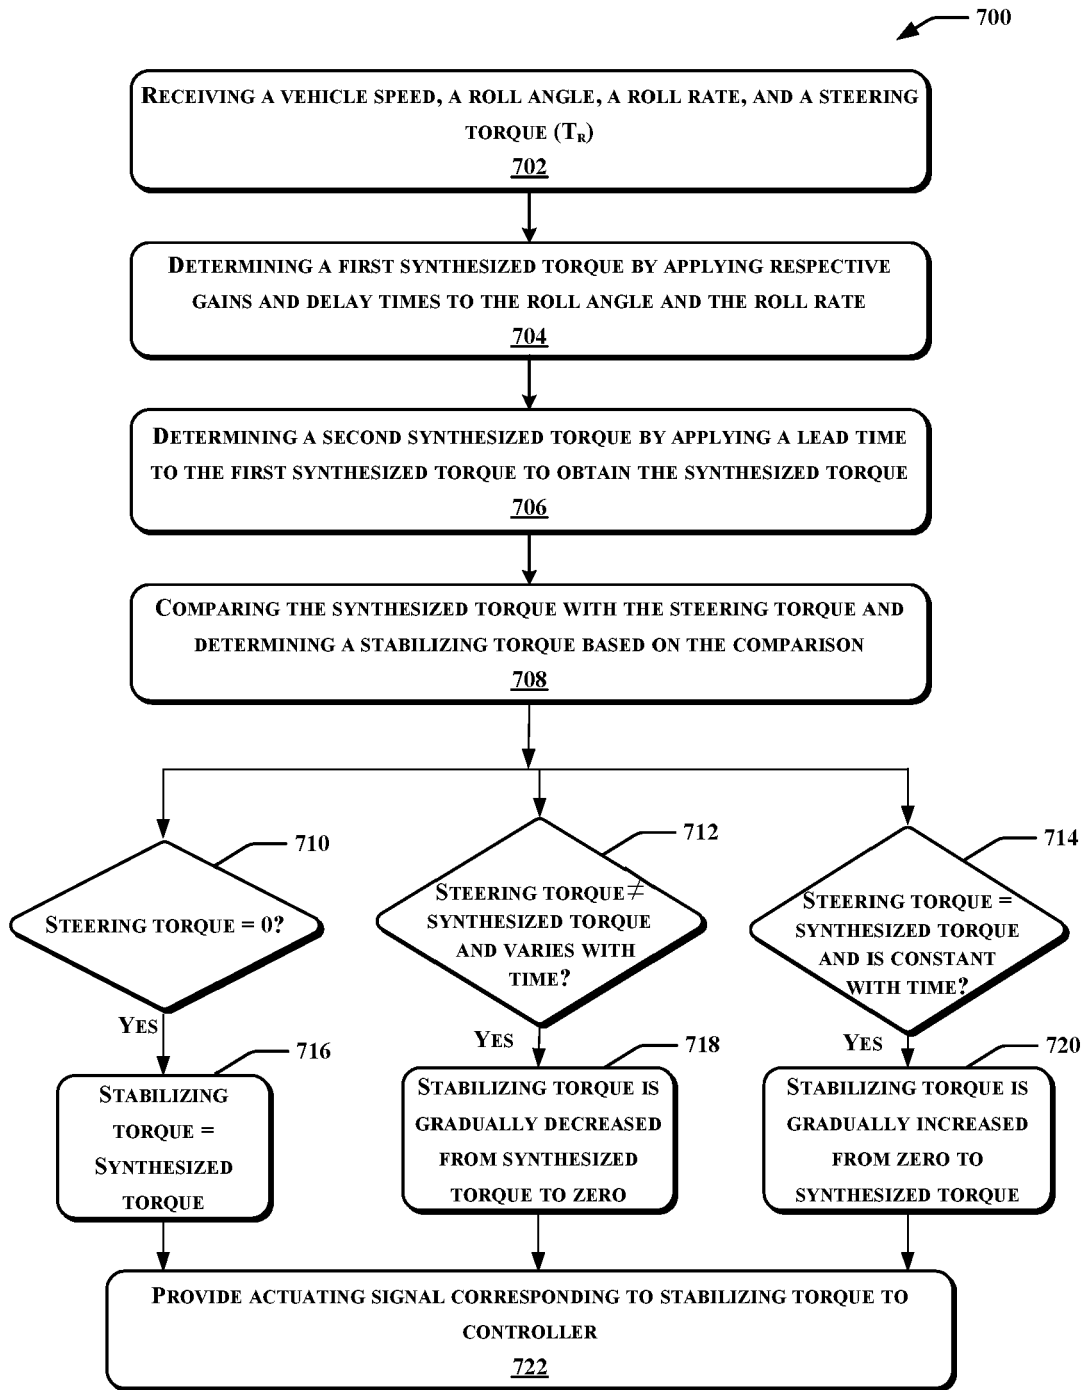 700
RECEIVING A VEHICLE SPEED, A ROLL ANGLE, A ROLL RATE, AND A STEERING
TORQUE (TR)
702
DETERMINING A FIRST SYNTHESIZED TORQUE BY APPLYING RESPECTIVE
GAINS AND DELAY TIMES TO THE ROLL ANGLE AND THE ROLL RATE
704
DETERMINING A SECOND SYNTHESIZED TORQUE BY APPLYING A LEAD TIME
TO THE FIRST SYNTHESIZED TORQUE TO OBTAIN THE SYNTHESIZED TORQUE
706
COMPARING THE SYNTHESIZED TORQUE WITH THE STEERING TORQUE AND
DETERMINING A STABILIZING TORQUE BASED ON THE COMPARISON
708
710
STEERING TORQUE = 0?
YES
712
STEERING TORQUE ≠
SYNTHESIZED TORQUE
AND VARIES WITH
TIME?
YES
714
STEERING TORQUE =
SYNTHESIZED TORQUE
AND IS CONSTANT
WITH TIME?
YES
716
STABILIZING
TORQUE =
SYNTHESIZED
TORQUE
718
STABILIZING TORQUE IS
GRADUALLY DECREASED
FROM SYNTHESIZED
TORQUE TO ZERO
720
STABILIZING TORQUE IS
GRADUALLY INCREASED
FROM ZERO TO
SYNTHESIZED TORQUE
PROVIDE ACTUATING SIGNAL CORRESPONDING TO STABILIZING TORQUE TO
CONTROLLER
722